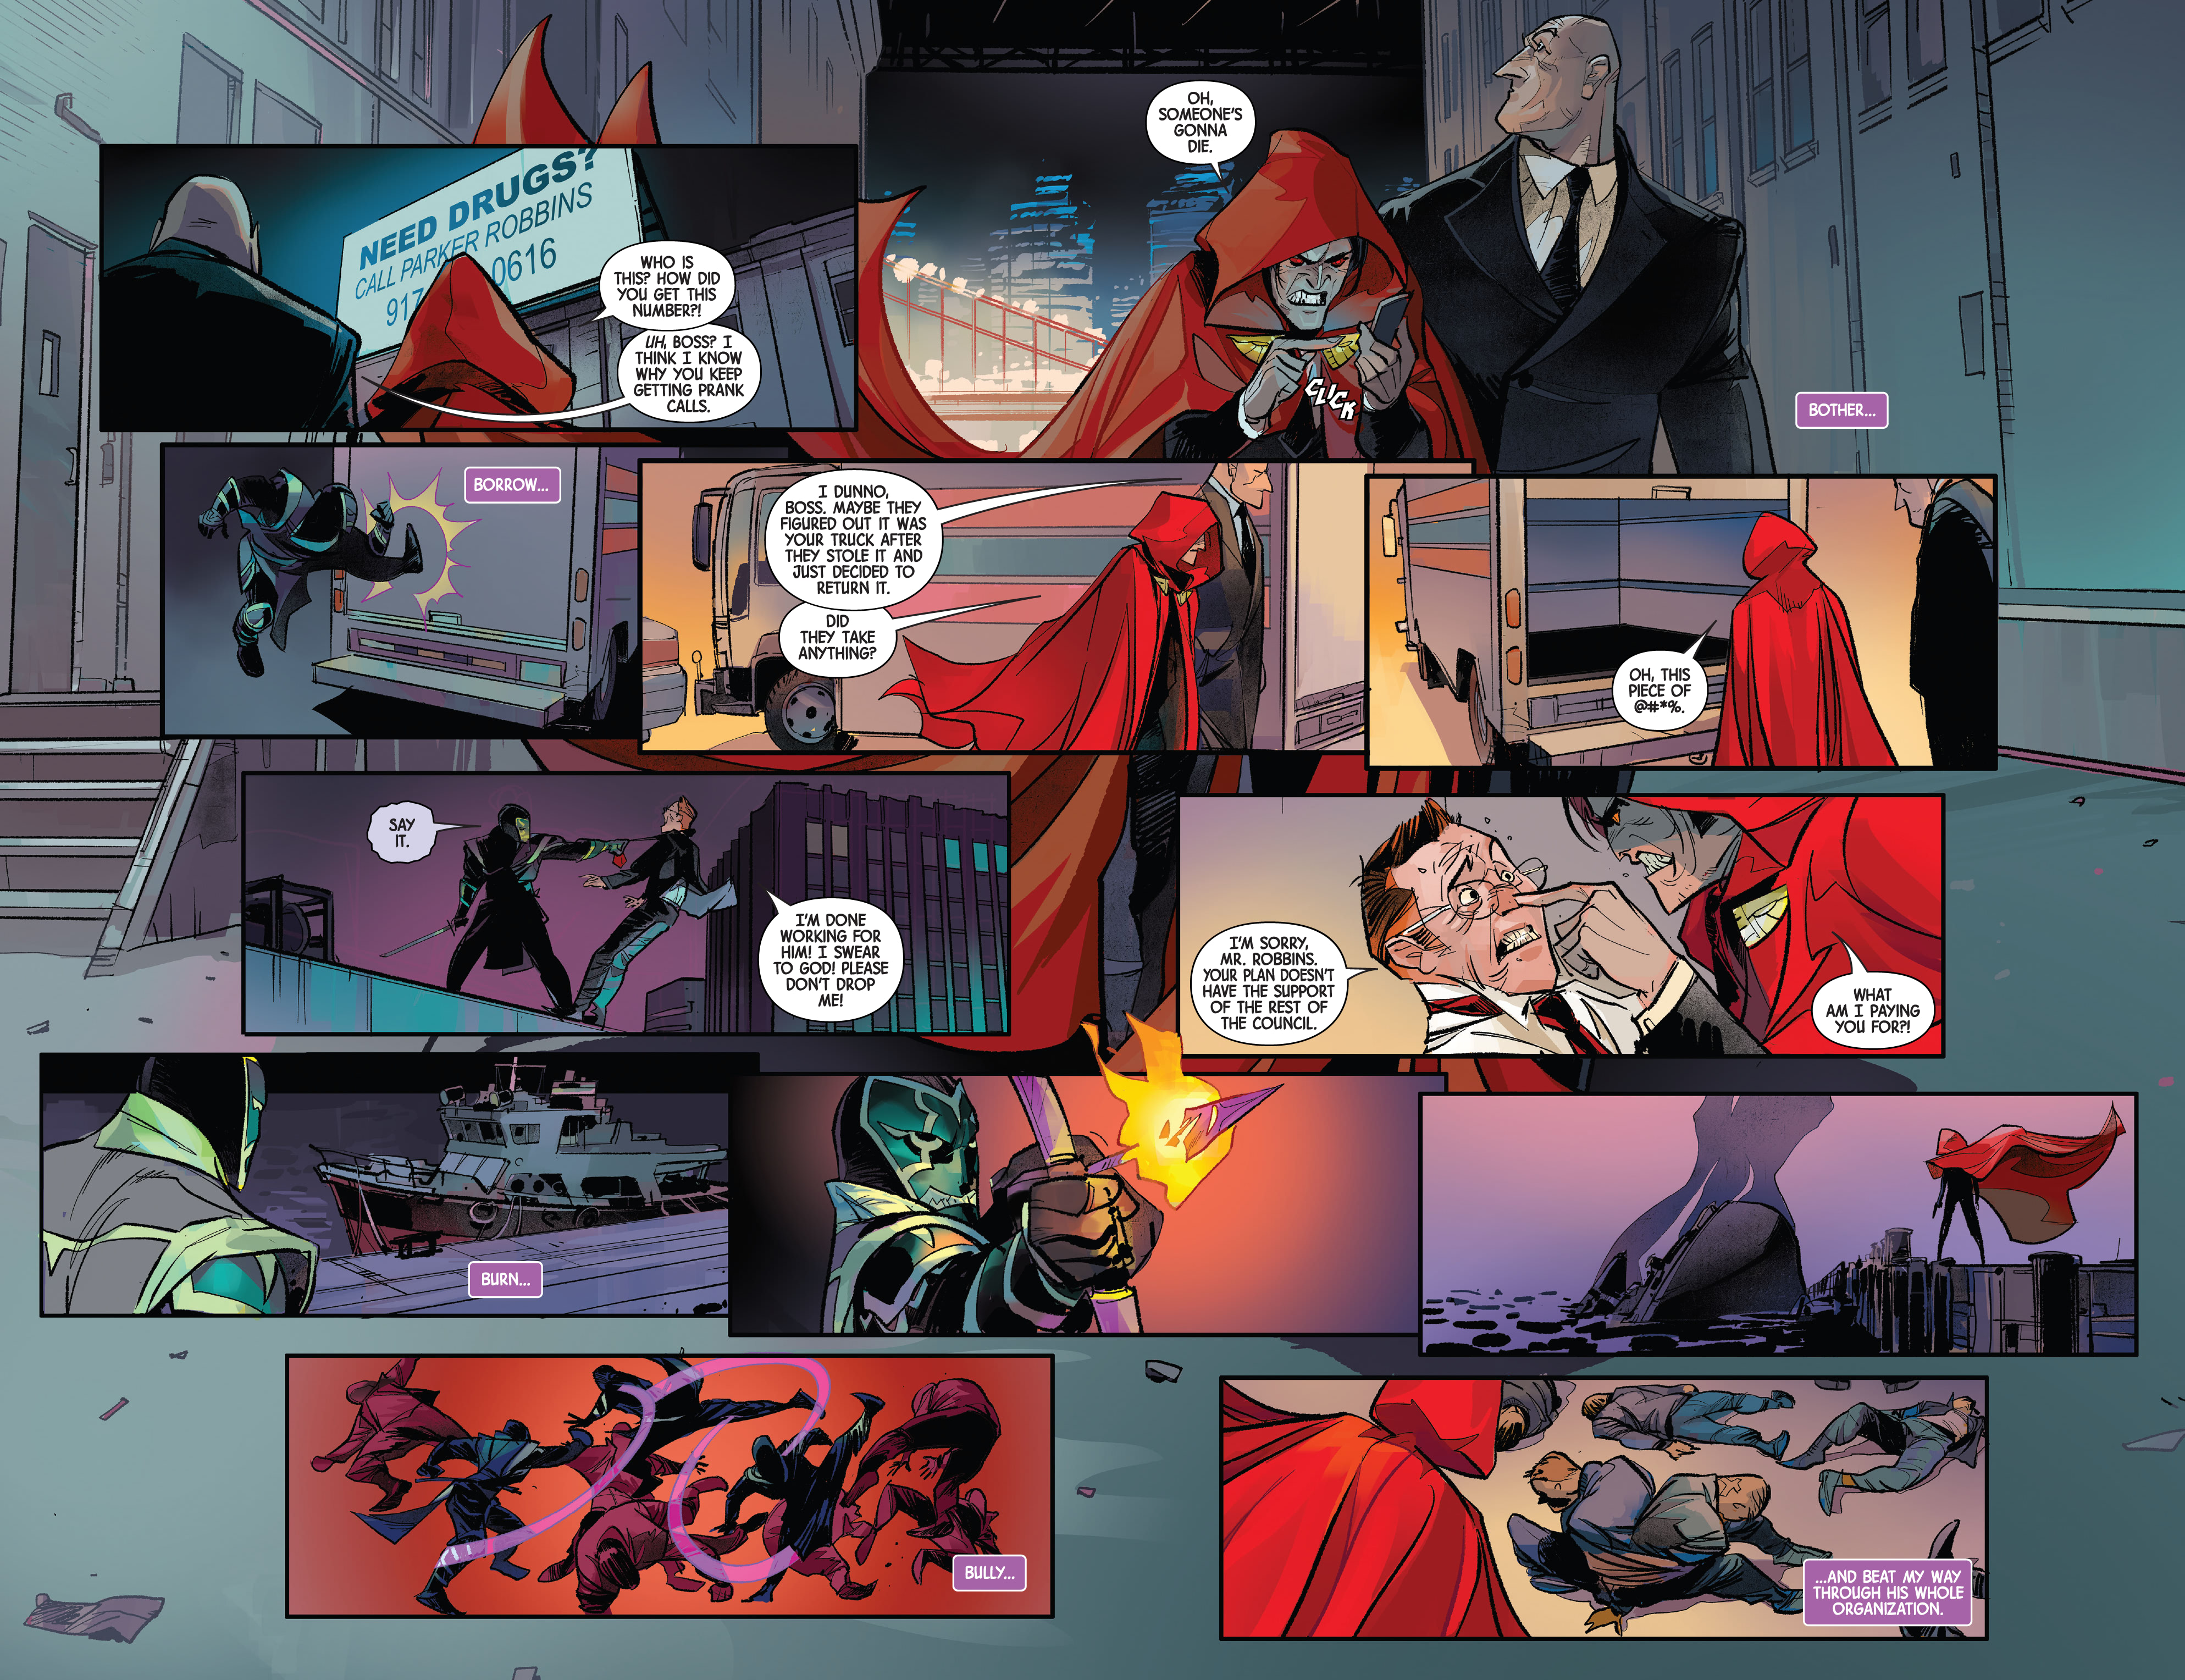 NEED DRUGS?
CALL PARKER ROBBINS
917 0616
WHO IS
THIS? HOW DID
YOU GET THIS
NUMBER?!
UH, BOSS? I
THINK I KNOW
WHY YOU KEEP
GETTING PRANK
CALLS.
OH,
SOMEONE'S
GONNA
DIE.
CLICK
BOTHER...
BORROW...
I DUNNO,
BOSS. MAYBE THEY
FIGURED OUT IT WAS
YOUR TRUCK AFTER
THEY STOLE IT AND
JUST DECIDED TO
RETURN IT.
DID
THEY TAKE
ANYTHING?
OH, THIS
PIECE OF
@#*%.
SAY
IT.
I'M DONE
WORKING FOR
HIM! I SWEAR
TO GOD! PLEASE
DON'T DROP
ME!
I'M SORRY,
MR. ROBBINS.
YOUR PLAN DOESN'T
HAVE THE SUPPORT
OF THE REST OF
THE COUNCIL.
WHAT
AM I PAYING
YOU FOR?!
BURN...
BULLY...
...AND BEAT MY WAY
THROUGH HIS WHOLE
ORGANIZATION.